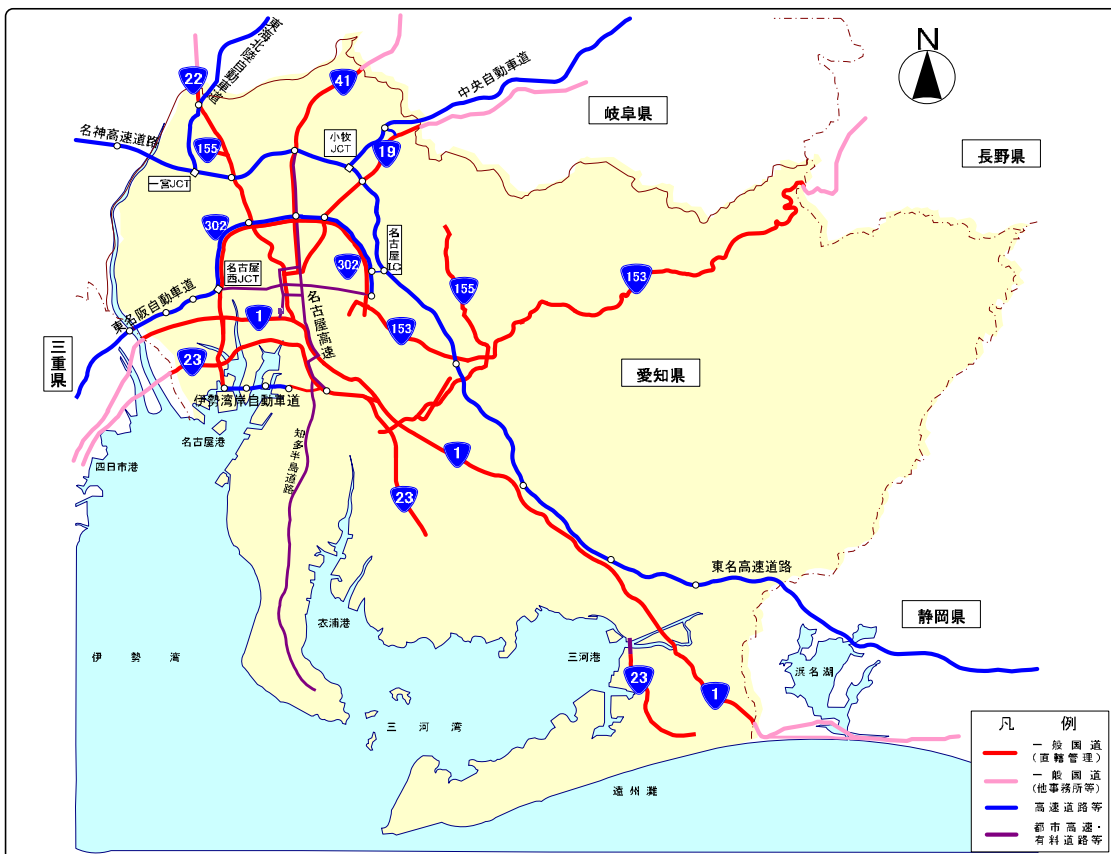 N
東海北陸自動車道
22
41
中央自動車道
岐阜県
長野県
名神高速道路
155
小牧
JCT
19
一宮JCT
302
名古屋IC
302
名古屋
西JCT
155
153
東名阪自動車道
1
名古屋高速
153
三重県
23
愛知県
伊勢湾岸自動車道
名古屋港
知多半島道路
四日市港
1
23
東名高速道路
静岡県
衣浦港
伊勢湾
三河港
浜名湖
23
1
三河湾
遠州灘
凡例
一般国道
(直轄管理)
一般国道
(他事務所等)
高速道路等
都市高速・
有料道路等